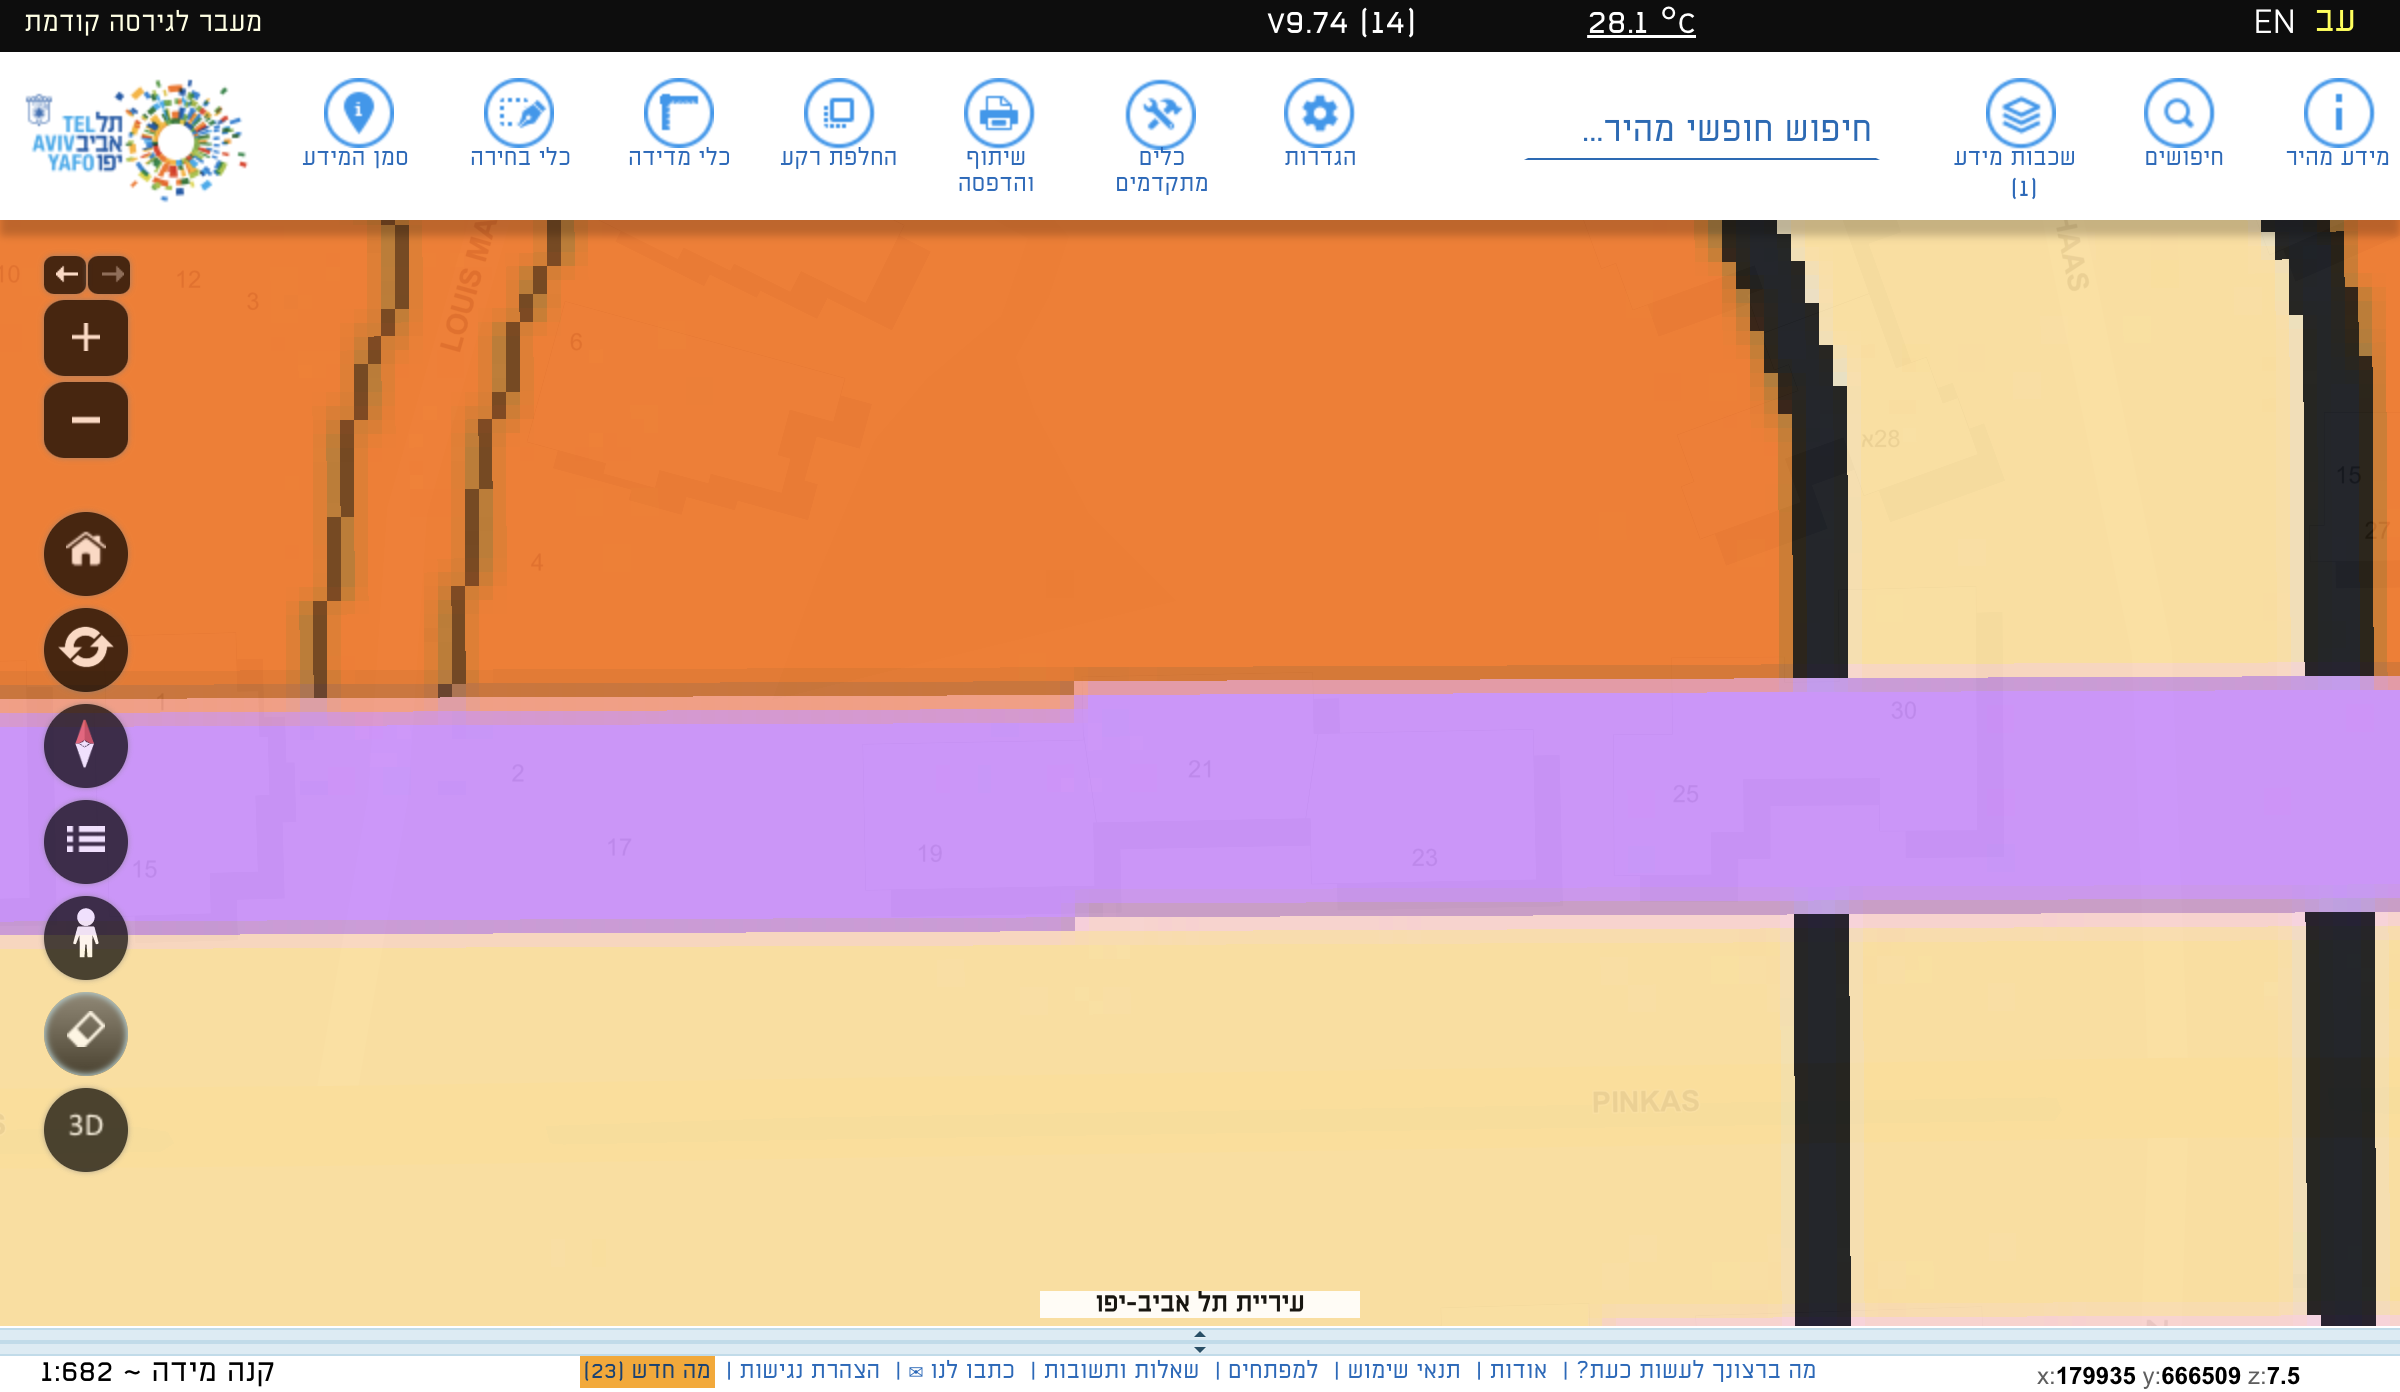 מעבר לגירסה קודמת
V9.74 (14)
28.1 °C
EN עב
תל TEL
אביב AVIV
יפו YAFO
סמן המידע
כלי בחירה
כלי מדידה
החלפת רקע
שיתוף
והדפסה
כלים
מתקדמים
הגדרות
חיפוש חופשי מהיר...
שכבות מידע
(1)
חיפושים
מידע מהיר
LOUIS MA
HAAS
10
12
3
6
28א
15
27
4
1
30
2
21
25
17
19
23
15
3D
PINKAS
עיריית תל אביב-יפו
קנה מידה ~ 1:682
מה ברצונך לעשות כעת? | אודות | תנאי שימוש | למפתחים | שאלות ותשובות | כתבו לנו ✉ | הצהרת נגישות | מה חדש (23)
x:179935 y:666509 z:7.5